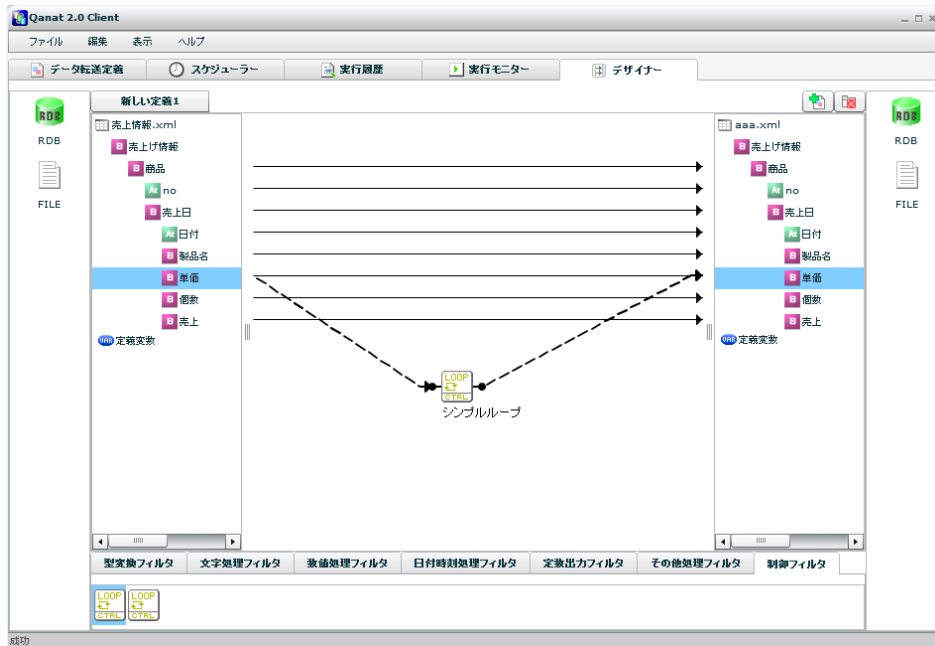 Qanat 2.0 Client
ファイル 編集 表示 ヘルプ
データ転送定義 スケジューラー 実行履歴 実行モニター デザイナー
新しい定義1
RDB
RDB
FILE
売上情報.xml
売上げ情報
商品
At no
売上日
At 日付
製品名
単価
個数
売上
VAR 定義変数
LOOP
CTRL
シンプルループ
aaa.xml
売上げ情報
商品
At no
売上日
At 日付
製品名
単価
個数
売上
VAR 定義変数
RDB
RDB
FILE
型変換フィルタ 文字処理フィルタ 数値処理フィルタ 日付時刻処理フィルタ 定数出力フィルタ その他処理フィルタ 制御フィルタ
LOOP LOOP
CTRL CTRL
成功